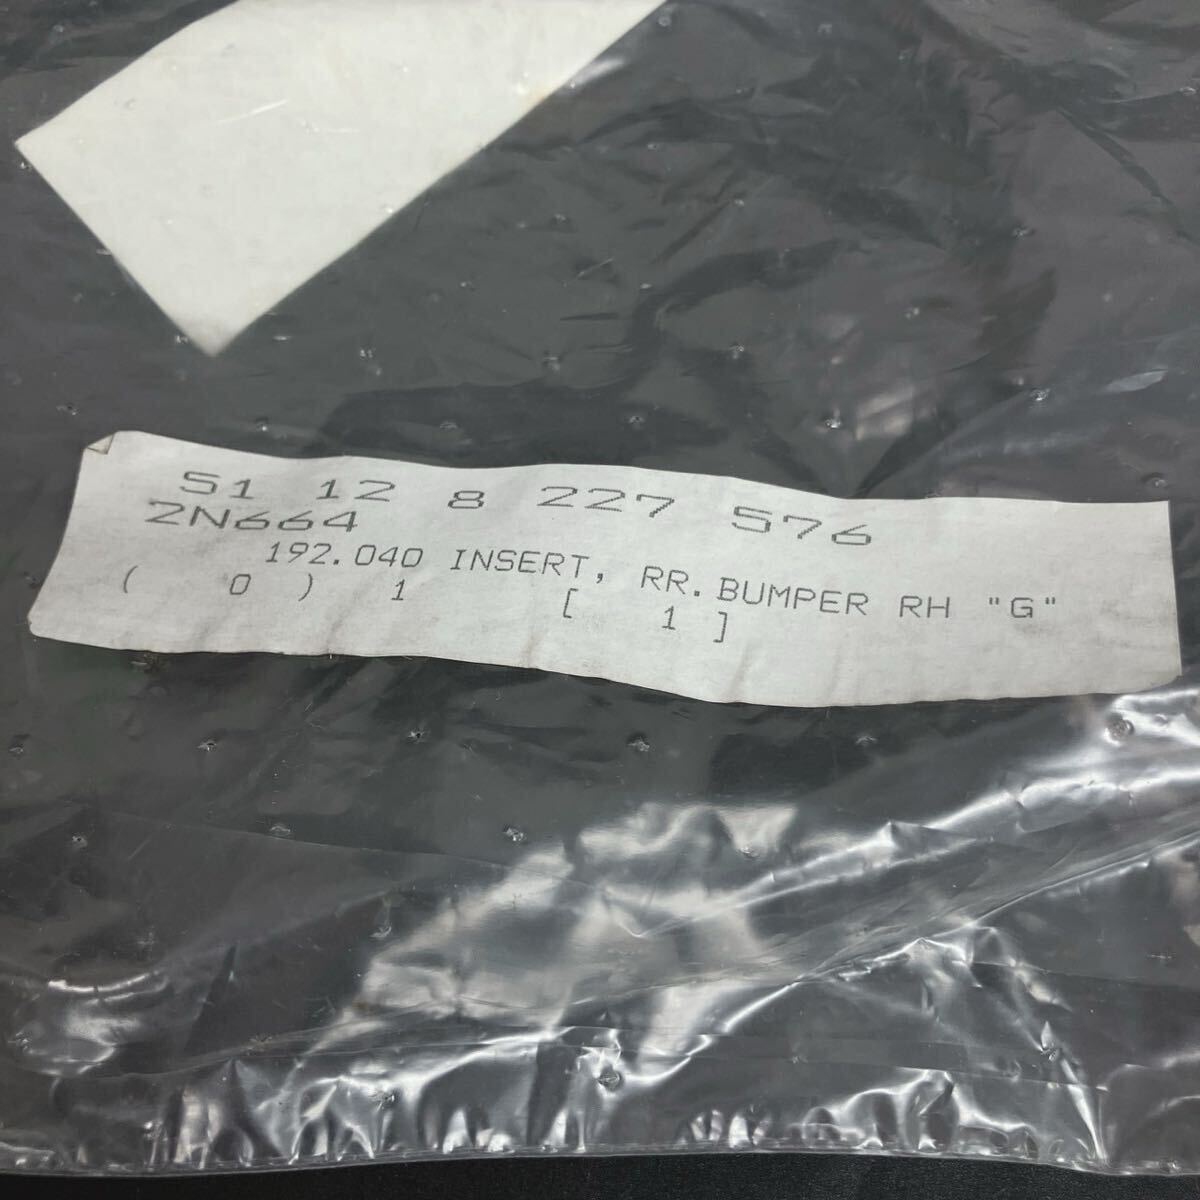 51 12 8 227 576
2N664
192.040 INSERT, RR.BUMPER RH "G"
( 0 ) 1 [ 1 ]